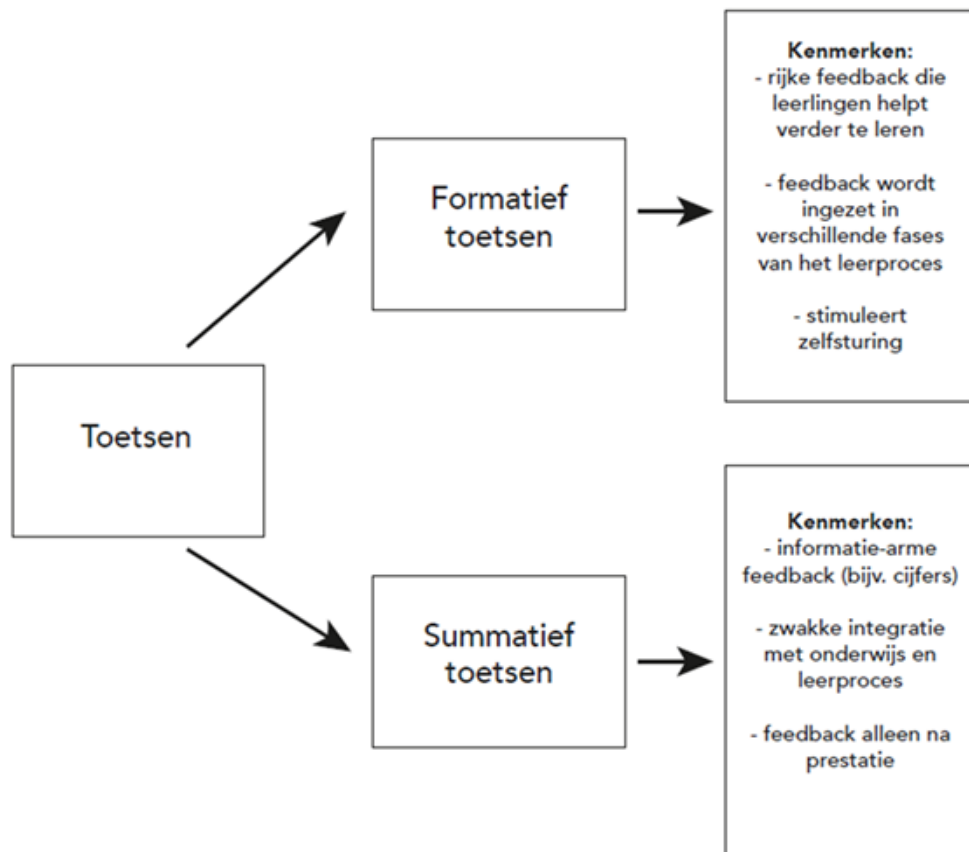 Kenmerken:
- rijke feedback die
leerlingen helpt
verder te leren
- feedback wordt
ingezet in
verschillende fases
van het leerproces
- stimuleert
zelfsturing
Formatief
toetsen
Toetsen
Summatief
toetsen
Kenmerken:
- informatie-arme
feedback (bijv. cijfers)
- zwakke integratie
met onderwijs en
leerproces
- feedback alleen na
prestatie